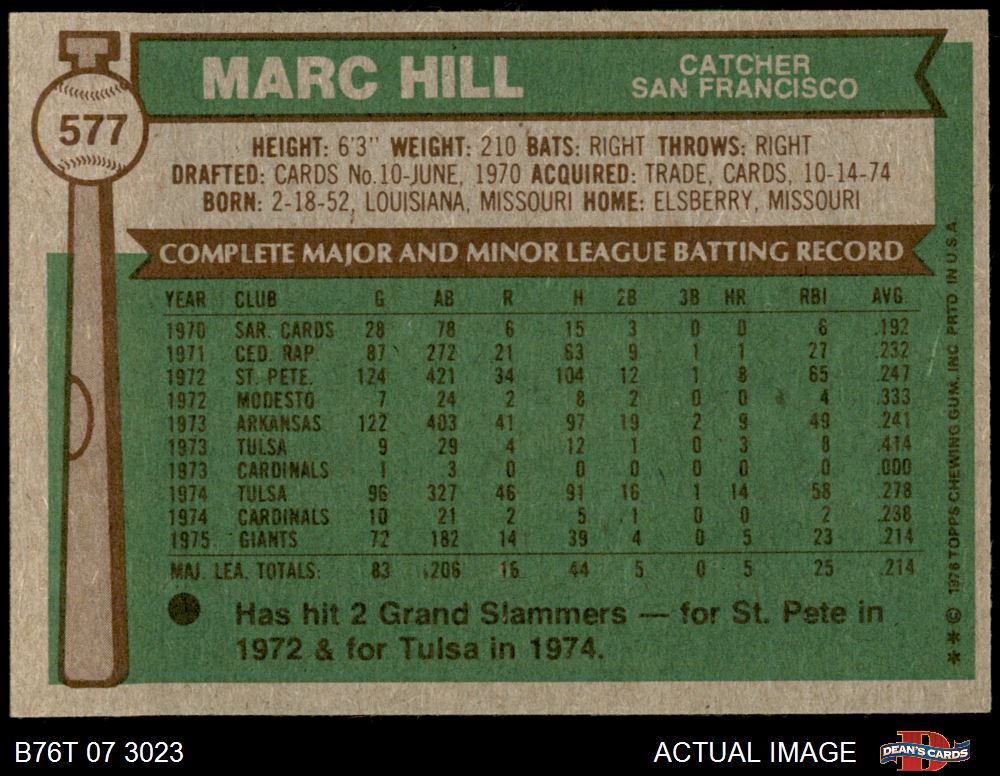 577
MARC HILL CATCHER
SAN FRANCISCO
HEIGHT: 6'3" WEIGHT: 210 BATS: RIGHT THROWS: RIGHT
DRAFTED: CARDS No.10-JUNE, 1970 ACQUIRED: TRADE, CARDS, 10-14-74
BORN: 2-18-52, LOUISIANA, MISSOURI HOME: ELSBERRY, MISSOURI
COMPLETE MAJOR AND MINOR LEAGUE BATTING RECORD
YEAR CLUB G AB R H 2B 3B HR RBI AVG.
1970 SAR. CARDS 28 78 6 15 3 0 0 6 .192
1971 CED. RAP. 87 272 21 63 9 1 1 27 .232
1972 ST. PETE. 124 421 34 104 12 1 8 65 .247
1972 MODESTO 7 24 2 8 2 0 0 4 .333
1973 ARKANSAS 122 403 41 97 19 2 9 49 .241
1973 TULSA 9 29 4 12 1 0 3 8 .414
1973 CARDINALS 1 3 0 0 0 0 0 0 .000
1974 TULSA 96 327 46 91 16 1 14 58 .278
1974 CARDINALS 10 21 2 5 1 0 0 2 .238
1975 GIANTS 72 182 14 39 4 0 5 23 .214
MAJ. LEA. TOTALS: 83 206 16 44 5 0 5 25 .214
Has hit 2 Grand Slammers — for St. Pete in
1972 & for Tulsa in 1974.
** © 1976 TOPPS CHEWING GUM, INC. PRTD. IN U.S.A.
B76T 07 3023 ACTUAL IMAGE DEAN'S CARDS